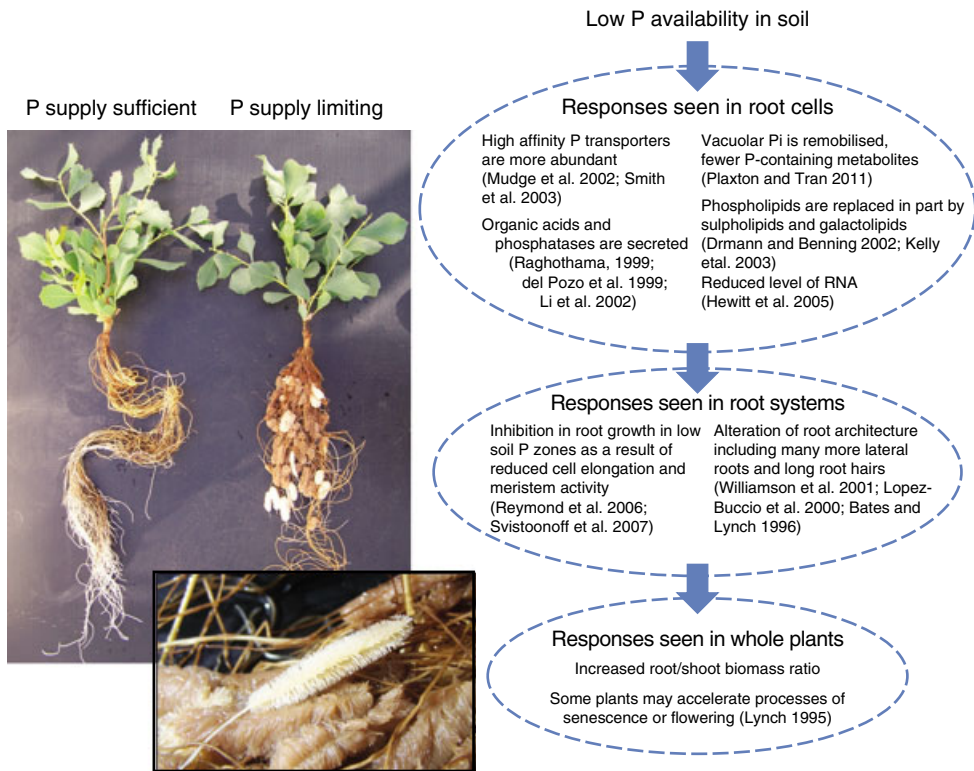 P supply sufficient
P supply limiting
Low P availability in soil
Responses seen in root cells
High affinity P transporters
are more abundant
(Mudge et al. 2002; Smith
et al. 2003)
Organic acids and
phosphatases are secreted
(Raghothama, 1999;
del Pozo et al. 1999;
Li et al. 2002)
Vacuolar Pi is remobilised,
fewer P-containing metabolites
(Plaxton and Tran 2011)
Phospholipids are replaced in part by
sulpholipids and galactolipids
(Drmann and Benning 2002; Kelly
etal. 2003)
Reduced level of RNA
(Hewitt et al. 2005)
Responses seen in root systems
Inhibition in root growth in low
soil P zones as a result of
reduced cell elongation and
meristem activity
(Reymond et al. 2006;
Svistoonoff et al. 2007)
Alteration of root architecture
including many more lateral
roots and long root hairs
(Williamson et al. 2001; Lopez-
Buccio et al. 2000; Bates and
Lynch 1996)
Responses seen in whole plants
Increased root/shoot biomass ratio
Some plants may accelerate processes of
senescence or flowering (Lynch 1995)